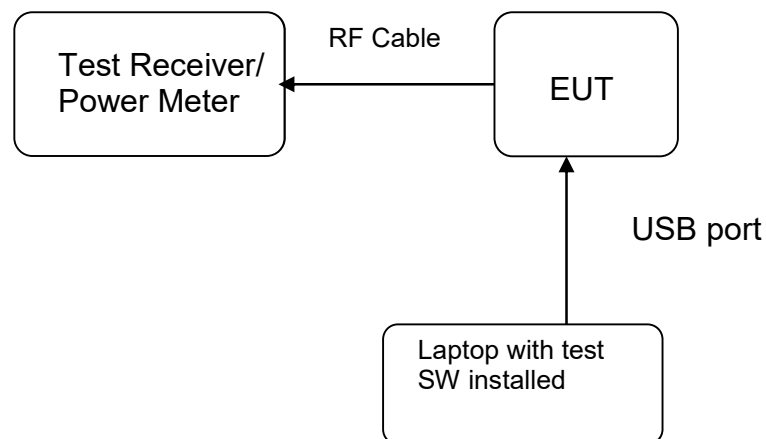 RF Cable
Test Receiver/
Power Meter
EUT
USB port
Laptop with test
SW installed